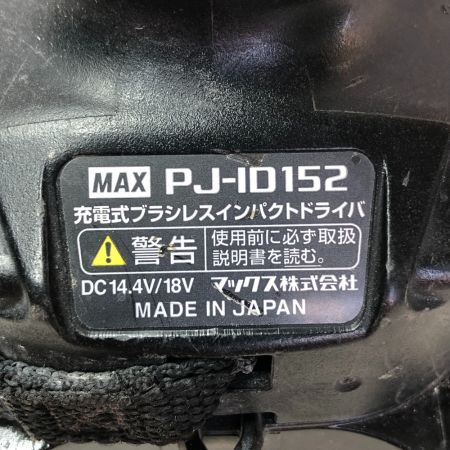 MAX PJ-ID152
充電式ブラシレスインパクトドライバ
警告 使用前に必ず取扱
説明書を読む。
DC14.4V/18V マックス株式会社
MADE IN JAPAN